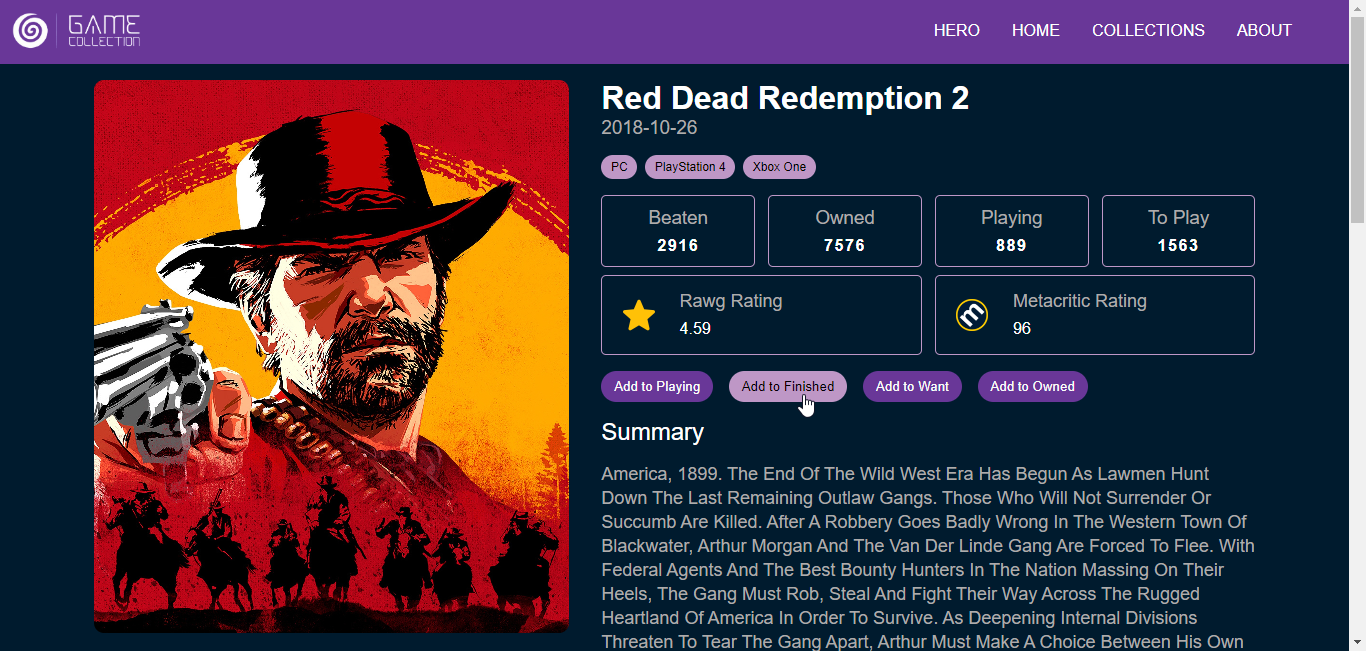 GAME
COLLECTION
HERO HOME COLLECTIONS ABOUT
Red Dead Redemption 2
2018-10-26
PC PlayStation 4 Xbox One
Beaten Owned Playing To Play
2916 7576 889 1563
Rawg Rating Metacritic Rating
4.59 96
Add to Playing Add to Finished Add to Want Add to Owned
Summary
America, 1899. The End Of The Wild West Era Has Begun As Lawmen Hunt
Down The Last Remaining Outlaw Gangs. Those Who Will Not Surrender Or
Succumb Are Killed. After A Robbery Goes Badly Wrong In The Western Town Of
Blackwater, Arthur Morgan And The Van Der Linde Gang Are Forced To Flee. With
Federal Agents And The Best Bounty Hunters In The Nation Massing On Their
Heels, The Gang Must Rob, Steal And Fight Their Way Across The Rugged
Heartland Of America In Order To Survive. As Deepening Internal Divisions
Threaten To Tear The Gang Apart, Arthur Must Make A Choice Between His Own